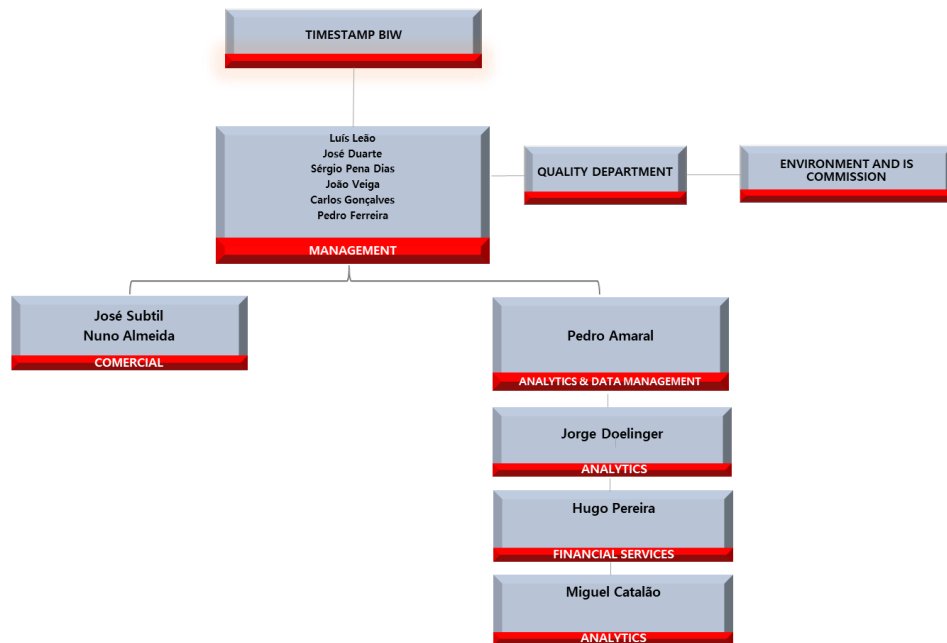 TIMESTAMP BIW
Luís Leão
José Duarte
Sérgio Pena Dias
João Veiga
Carlos Gonçalves
Pedro Ferreira
MANAGEMENT
QUALITY DEPARTMENT
ENVIRONMENT AND IS
COMMISSION
José Subtil
Nuno Almeida
COMERCIAL
Pedro Amaral
ANALYTICS & DATA MANAGEMENT
Jorge Doelinger
ANALYTICS
Hugo Pereira
FINANCIAL SERVICES
Miguel Catalão
ANALYTICS